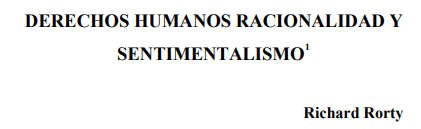 DERECHOS HUMANOS RACIONALIDAD Y
SENTIMENTALISMO¹
Richard Rorty